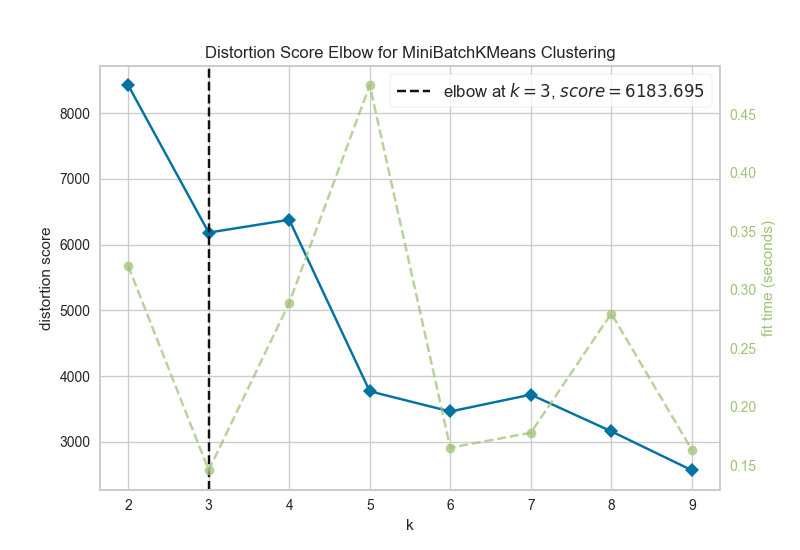 Distortion Score Elbow for MiniBatchKMeans Clustering
elbow at k = 3, score = 6183.695
distortion score
8000
7000
6000
5000
4000
3000
0.45
0.40
0.35
0.30
0.25
0.20
0.15
fit time (seconds)
2 3 4 5 6 7 8 9
k